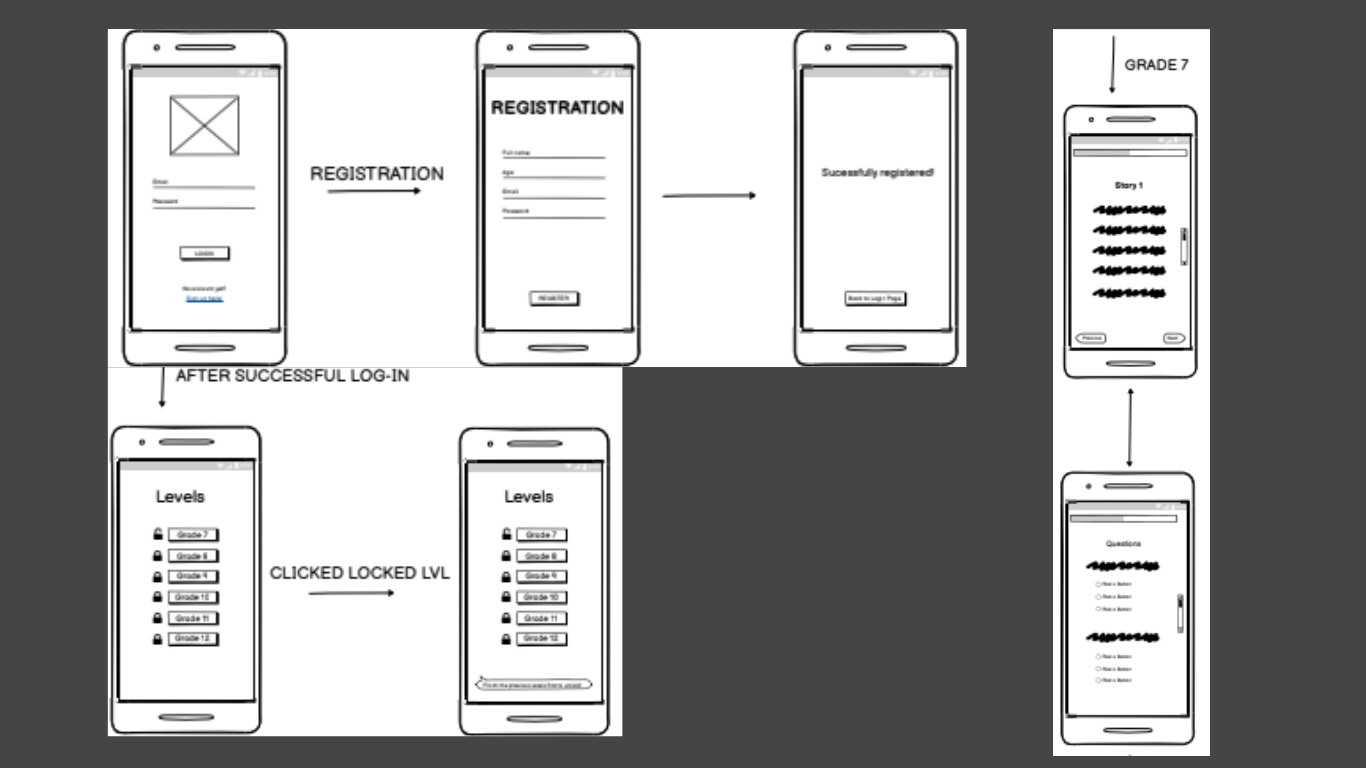 Email
Password
LOGIN
No account yet?
Sign up here!
REGISTRATION
REGISTRATION
Full name
Age
Email
Password
REGISTER
Sucessfully registered!
Back to Log-in Page
AFTER SUCCESSFUL LOG-IN
Levels
Grade 7
Grade 8
Grade 9
Grade 10
Grade 11
Grade 12
CLICKED LOCKED LVL
Levels
Grade 7
Grade 8
Grade 9
Grade 10
Grade 11
Grade 12
Finish the previous
GRADE 7
Story 1
Previous
Next
Questions
Radio Button
Radio Button
Radio Button
Radio Button
Radio Button
Radio Button